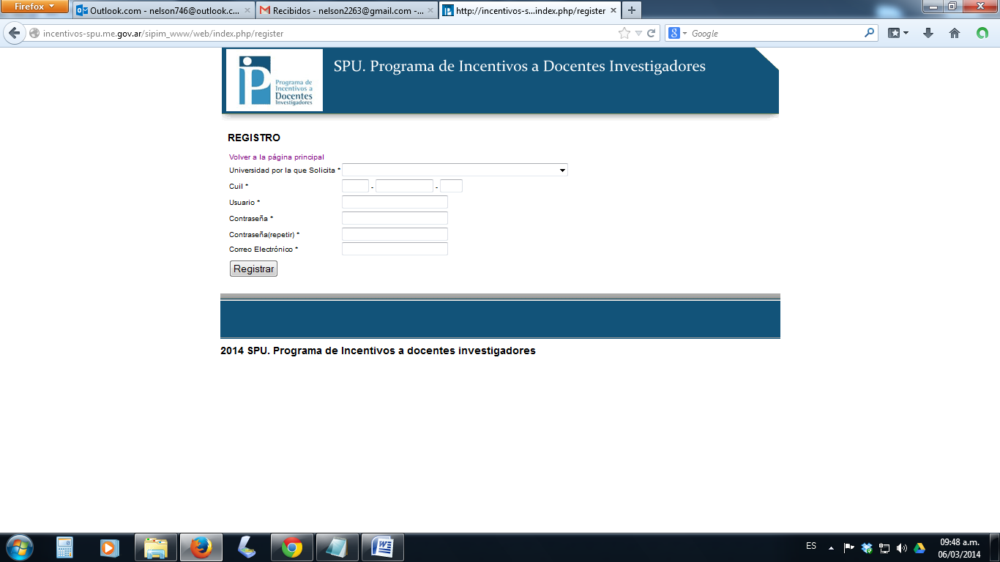 Firefox
Outlook.com - nelson746@outlook.c...
Recibidos - nelson2263@gmail.com -...
http://incentivos-s...index.php/register
incentivos-spu.me.gov.ar/sipim_www/web/index.php/register
Google
Programa de
Incentivos a
Docentes
Investigadores
SPU. Programa de Incentivos a Docentes Investigadores
REGISTRO
Volver a la página principal
Universidad por la que Solicita *
Cuil * - -
Usuario *
Contraseña *
Contraseña(repetir) *
Correo Electrónico *
Registrar
2014 SPU. Programa de Incentivos a docentes investigadores
ES
09:48 a.m.
06/03/2014